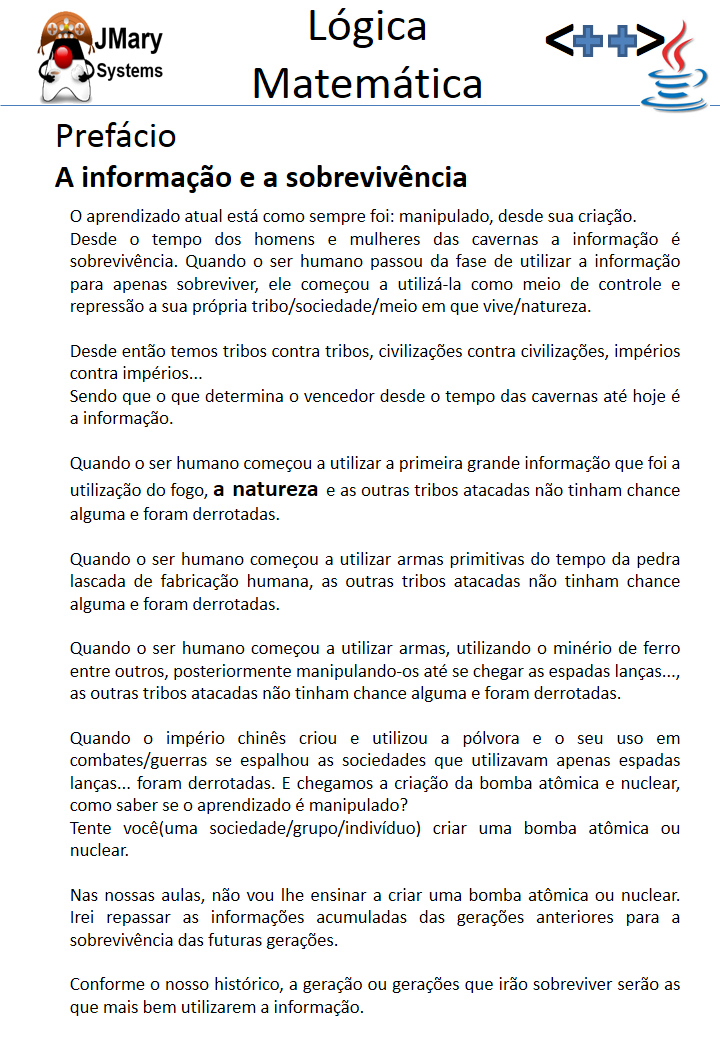 JMary
Systems
Lógica
Matemática
<++>
Prefácio
A informação e a sobrevivência
O aprendizado atual está como sempre foi: manipulado, desde sua criação.
Desde o tempo dos homens e mulheres das cavernas a informação é
sobrevivência. Quando o ser humano passou da fase de utilizar a informação
para apenas sobreviver, ele começou a utilizá-la como meio de controle e
repressão a sua própria tribo/sociedade/meio em que vive/natureza.
Desde então temos tribos contra tribos, civilizações contra civilizações, impérios
contra impérios...
Sendo que o que determina o vencedor desde o tempo das cavernas até hoje é
a informação.
Quando o ser humano começou a utilizar a primeira grande informação que foi a
utilização do fogo, a natureza e as outras tribos atacadas não tinham chance
alguma e foram derrotadas.
Quando o ser humano começou a utilizar armas primitivas do tempo da pedra
lascada de fabricação humana, as outras tribos atacadas não tinham chance
alguma e foram derrotadas.
Quando o ser humano começou a utilizar armas, utilizando o minério de ferro
entre outros, posteriormente manipulando-os até se chegar as espadas lanças...,
as outras tribos atacadas não tinham chance alguma e foram derrotadas.
Quando o império chinês criou e utilizou a pólvora e o seu uso em
combates/guerras se espalhou as sociedades que utilizavam apenas espadas
lanças... foram derrotadas. E chegamos a criação da bomba atômica e nuclear,
como saber se o aprendizado é manipulado?
Tente você(uma sociedade/grupo/indivíduo) criar uma bomba atômica ou
nuclear.
Nas nossas aulas, não vou lhe ensinar a criar uma bomba atômica ou nuclear.
Irei repassar as informações acumuladas das gerações anteriores para a
sobrevivência das futuras gerações.
Conforme o nosso histórico, a geração ou gerações que irão sobreviver serão as
que mais bem utilizarem a informação.